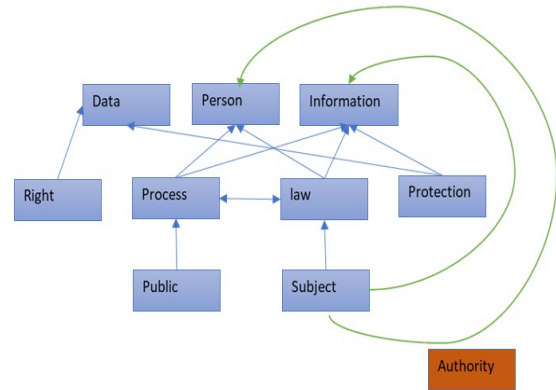 Data
Person
Information
Right
Process
law
Protection
Public
Subject
Authority